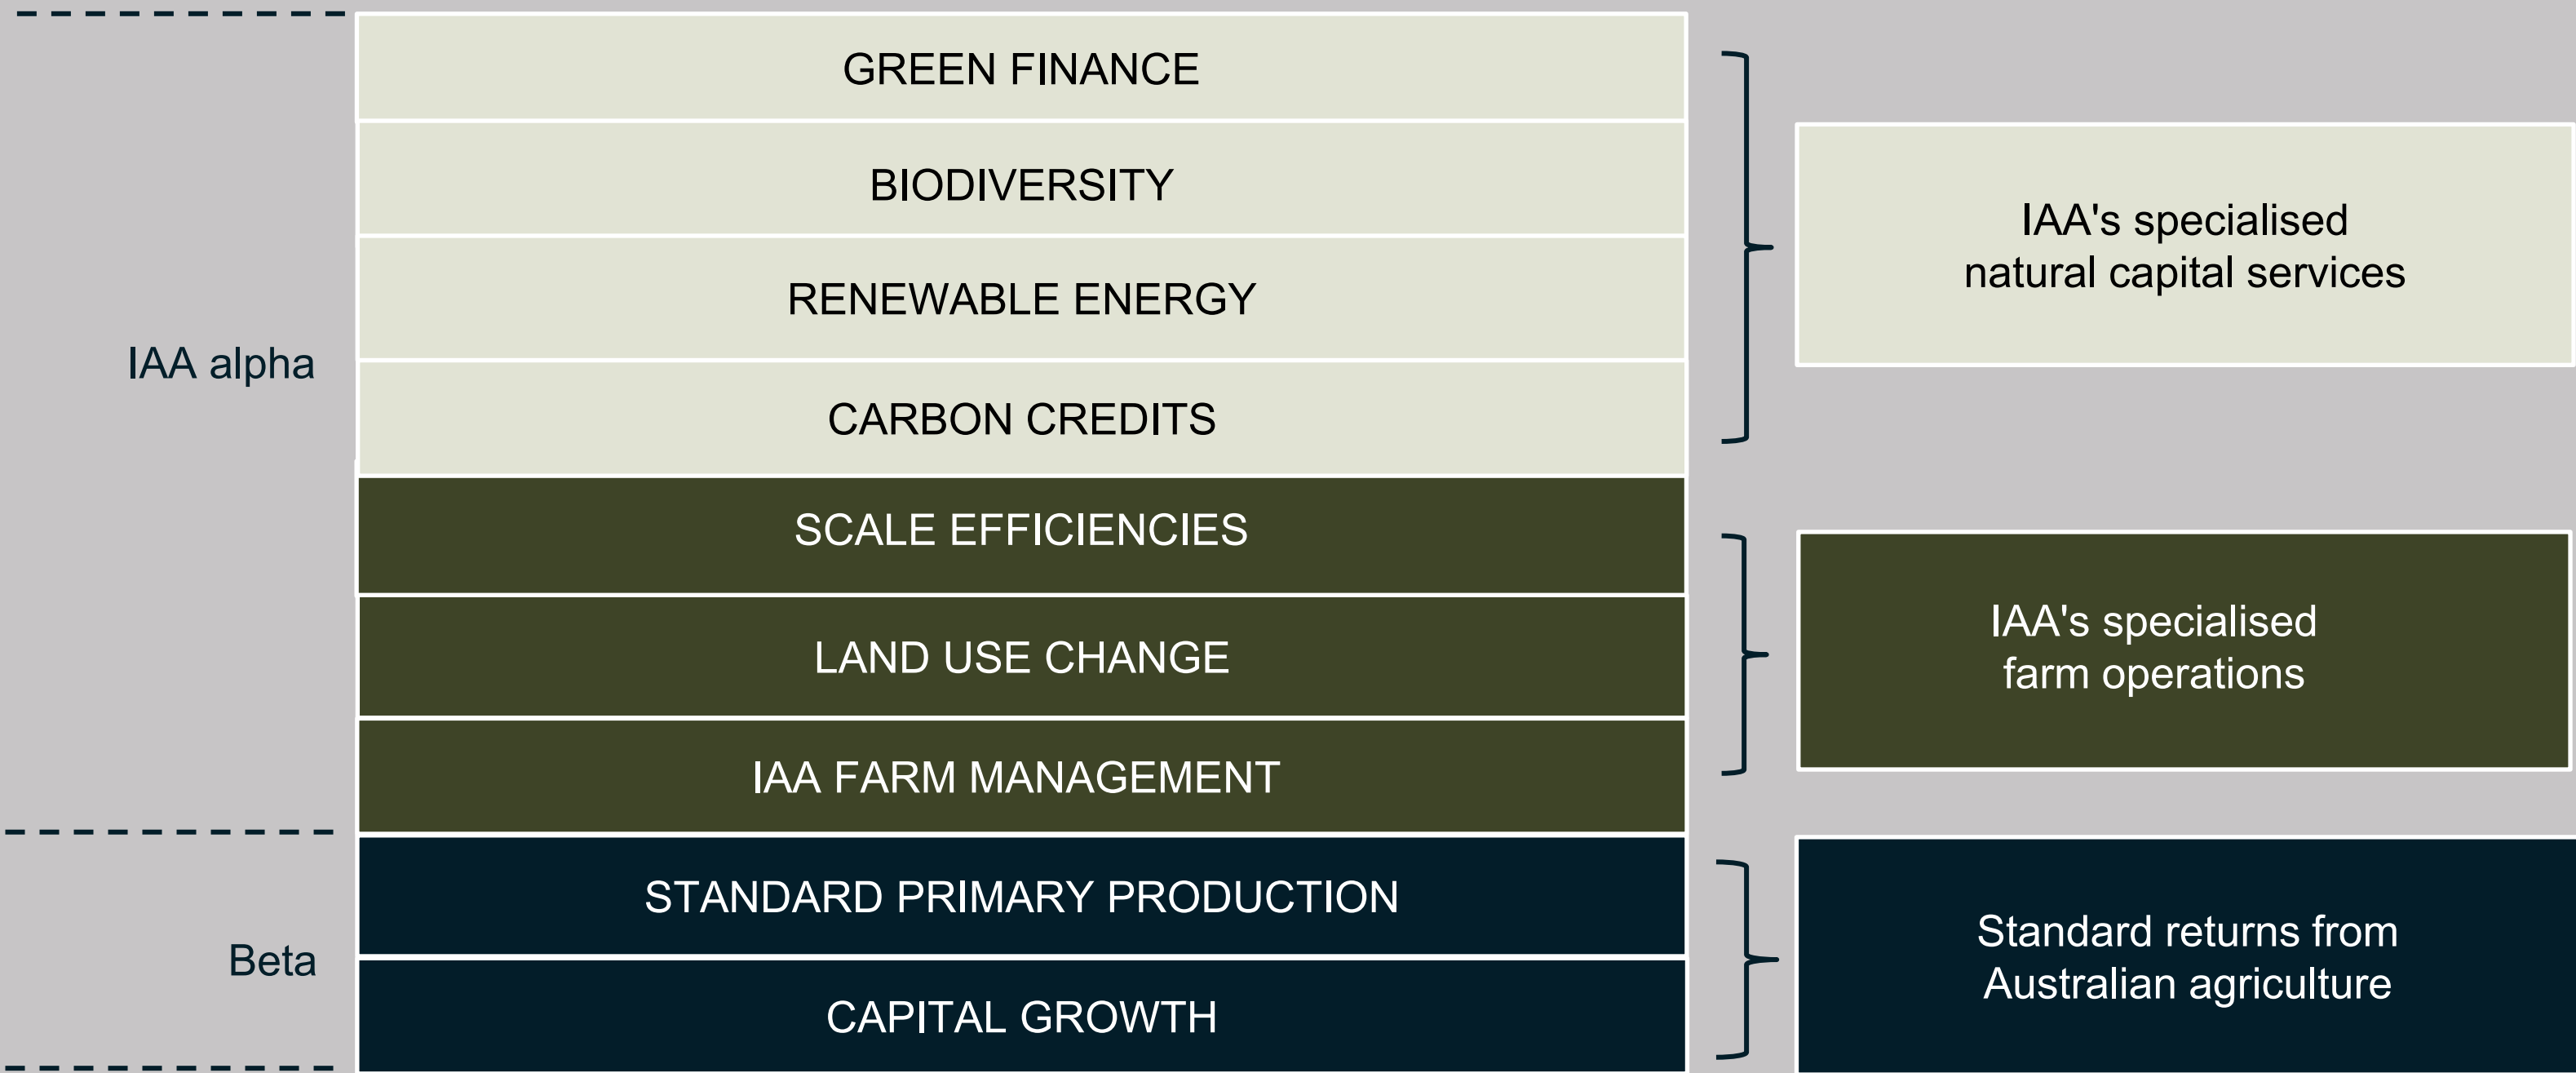 IAA alpha
Beta
GREEN FINANCE
BIODIVERSITY
RENEWABLE ENERGY
CARBON CREDITS
SCALE EFFICIENCIES
LAND USE CHANGE
IAA FARM MANAGEMENT
STANDARD PRIMARY PRODUCTION
CAPITAL GROWTH
IAA's specialised
natural capital services
IAA's specialised
farm operations
Standard returns from
Australian agriculture